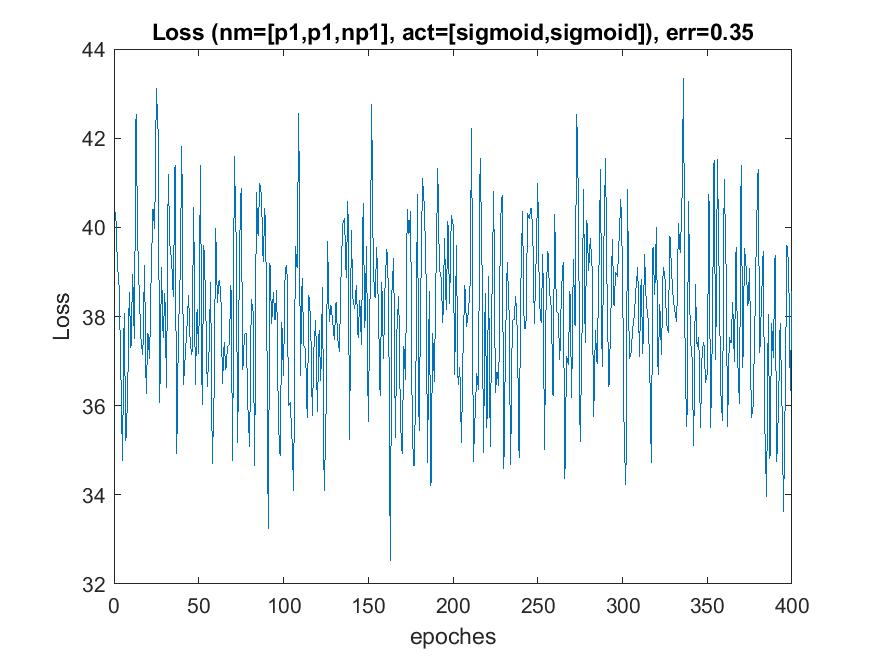 Loss (nm=[p1,p1,np1], act=[sigmoid,sigmoid]), err=0.35
44
42
40
38
36
34
32
Loss
0 50 100 150 200 250 300 350 400
epoches